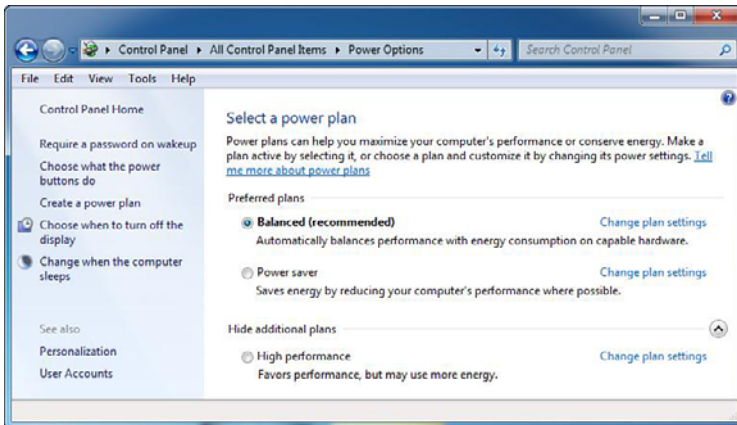 Control Panel ▸ All Control Panel Items ▸ Power Options
Search Control Panel
File Edit View Tools Help
Control Panel Home
Require a password on wakeup
Choose what the power
buttons do
Create a power plan
Choose when to turn off the
display
Change when the computer
sleeps
See also
Personalization
User Accounts
Select a power plan
Power plans can help you maximize your computer's performance or conserve energy. Make a
plan active by selecting it, or choose a plan and customize it by changing its power settings. Tell
me more about power plans
Preferred plans
Balanced (recommended) Change plan settings
Automatically balances performance with energy consumption on capable hardware.
Power saver Change plan settings
Saves energy by reducing your computer's performance where possible.
Hide additional plans
High performance Change plan settings
Favors performance, but may use more energy.